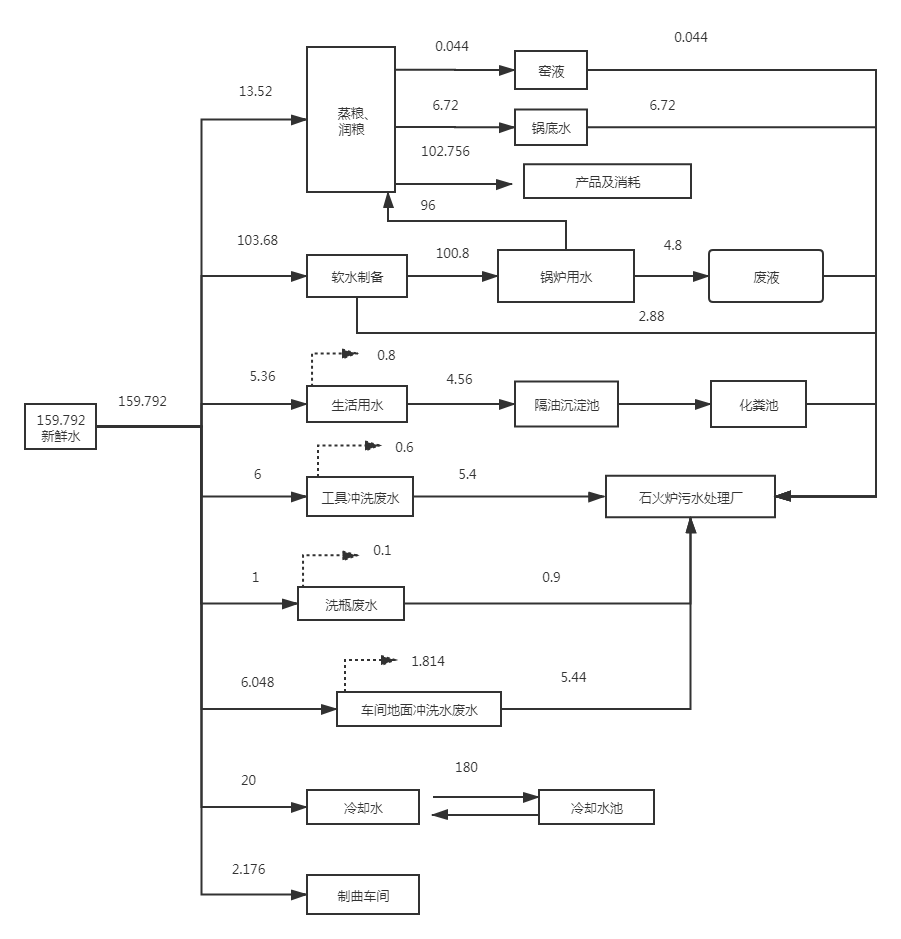 0.044
0.044
13.52
窑液
蒸粮、
润粮
6.72
6.72
锅底水
102.756
产品及消耗
96
103.68
100.8
4.8
软水制备
锅炉用水
废液
2.88
0.8
5.36
4.56
159.792
生活用水
隔油沉淀池
化粪池
159.792
新鲜水
0.6
6
5.4
工具冲洗废水
石火炉污水处理厂
0.1
1
0.9
洗瓶废水
1.814
6.048
5.44
车间地面冲洗水废水
20
180
冷却水
冷却水池
2.176
制曲车间